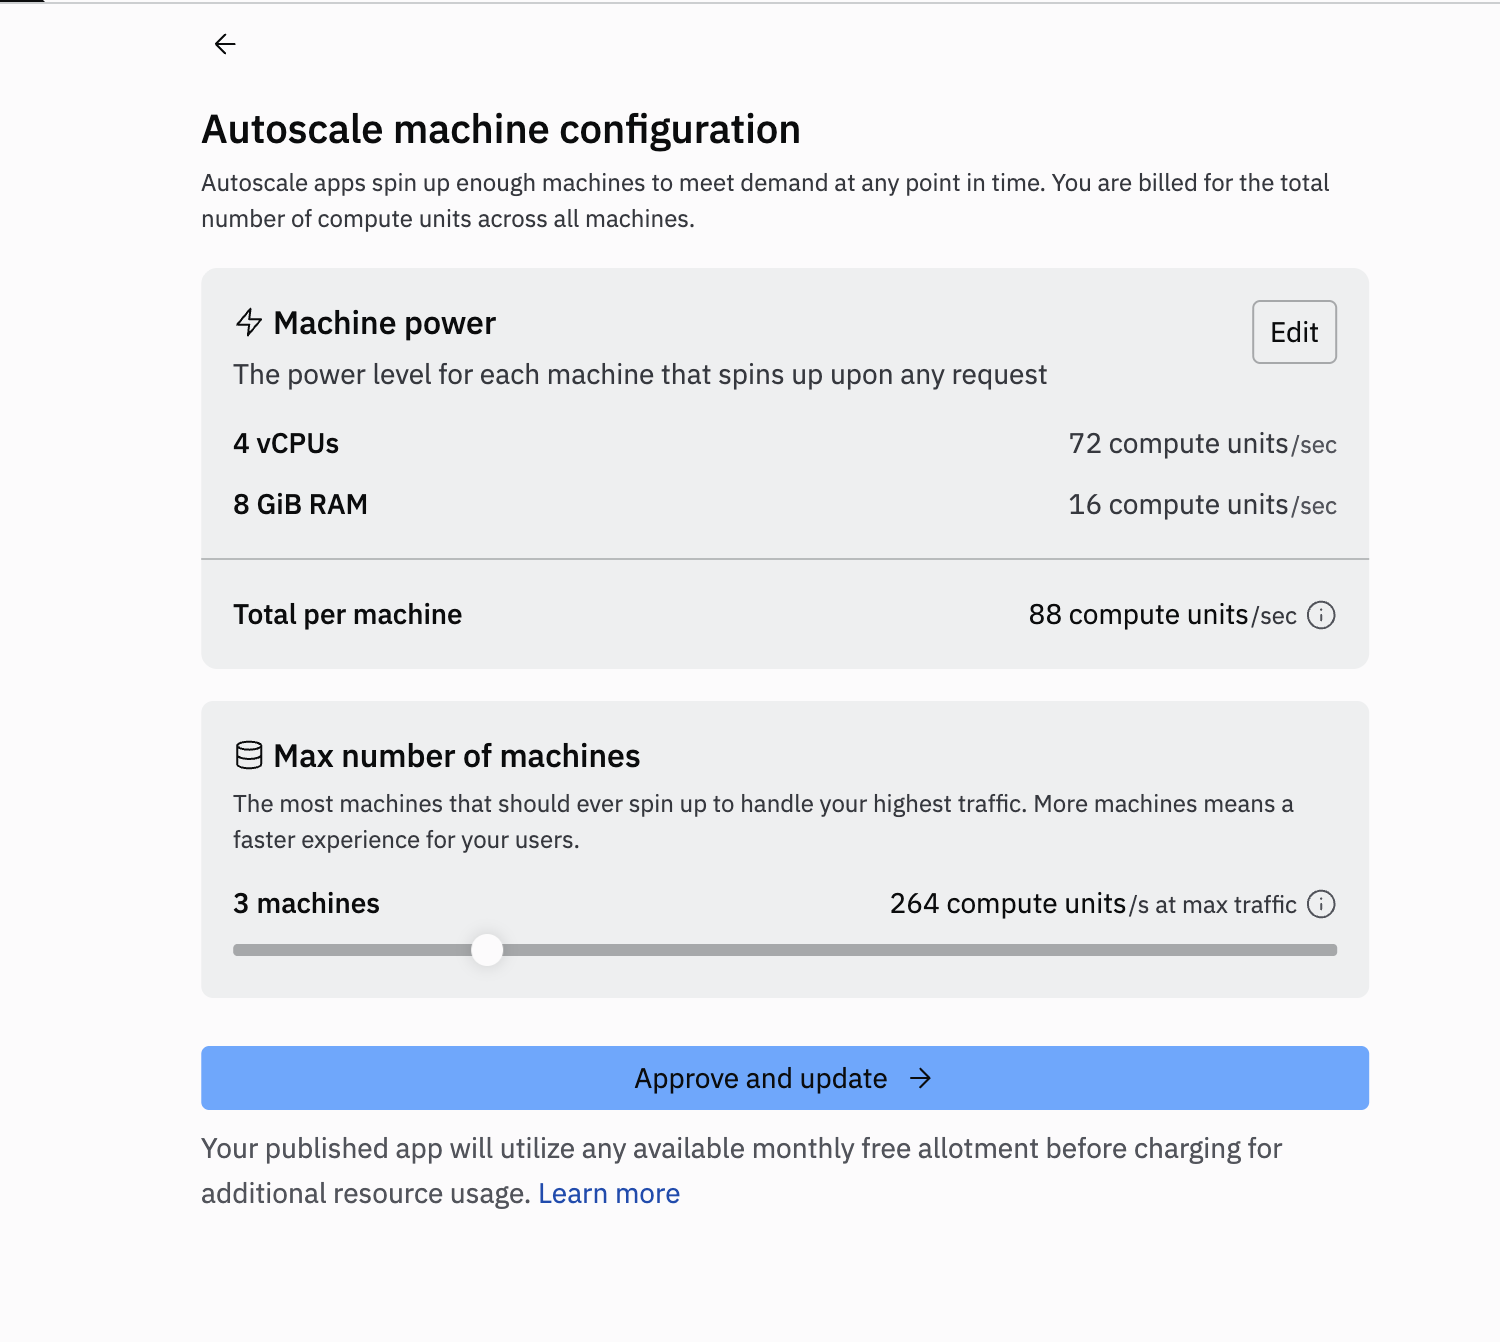 Autoscale machine configuration
Autoscale apps spin up enough machines to meet demand at any point in time. You are billed for the total
number of compute units across all machines.
Machine power
Edit
The power level for each machine that spins up upon any request
4 vCPUs
72 compute units/sec
8 GiB RAM
16 compute units/sec
Total per machine
88 compute units/sec
Max number of machines
The most machines that should ever spin up to handle your highest traffic. More machines means a
faster experience for your users.
3 machines
264 compute units/s at max traffic
Approve and update
Your published app will utilize any available monthly free allotment before charging for
additional resource usage. Learn more